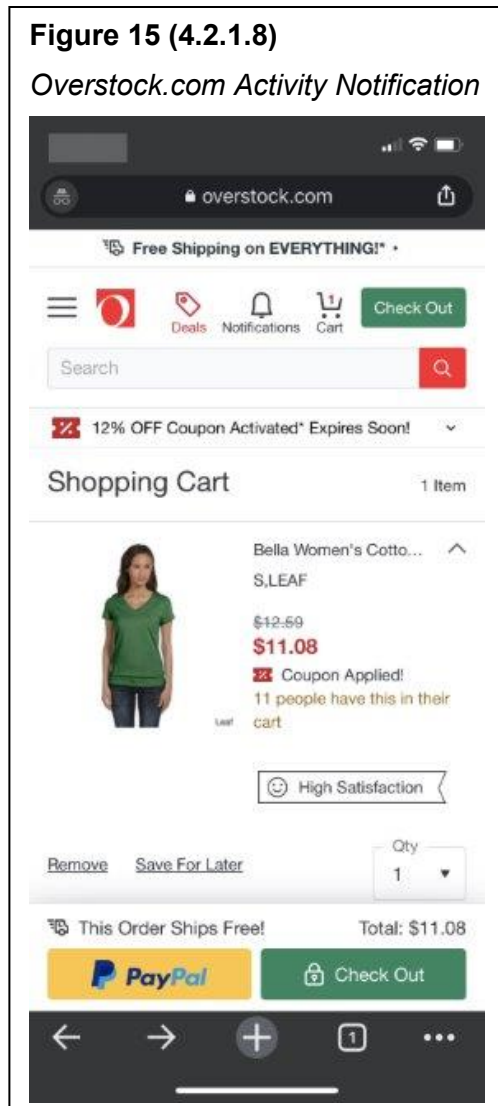 Figure 15 (4.2.1.8)
Overstock.com Activity Notification
overstock.com
Free Shipping on EVERYTHING!* •
Deals
Notifications
1
Cart
Check Out
Search
12% OFF Coupon Activated* Expires Soon!
Shopping Cart
1 Item
Bella Women's Cotto...
S,LEAF
$12.59
$11.08
Coupon Applied!
11 people have this in their
cart
Leaf
High Satisfaction
Remove
Save For Later
Qty
1
This Order Ships Free!
Total: $11.08
PayPal
Check Out
1